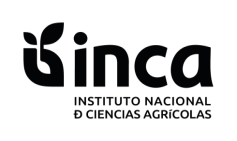 inca
INSTITUTO NACIONAL
Ð CIENCIAS AGRÍCOLAS